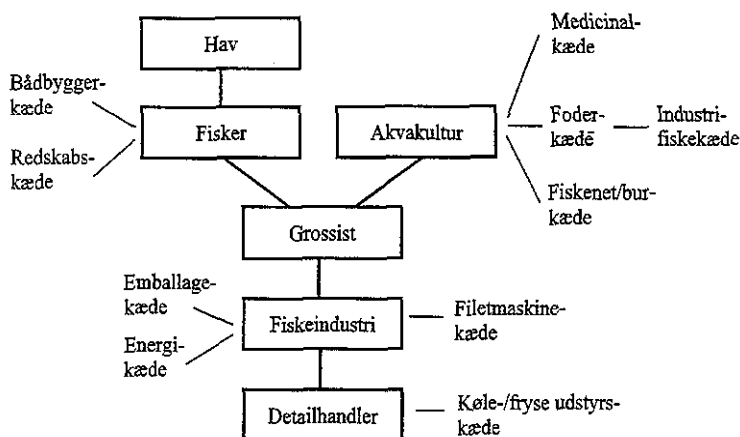 Hav
Medicinal-
kæde
Bådbygger-
kæde
Fisker
Akvakultur
Foder-
kæde
Industri-
fiskekæde
Redskabs-
kæde
Fiskenet/bur-
kæde
Grossist
Emballage-
kæde
Fiskeindustri
Filetmaskine-
kæde
Energi-
kæde
Detailhandler
Køle-/fryse udstyrs-
kæde